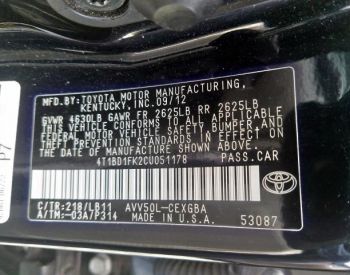 MFD.BY: TOYOTA MOTOR MANUFACTURING,
KENTUCKY, INC. 09/12
GVWR 4630LB GAWR FR 2625LB RR 2625LB
THIS VEHICLE CONFORMS TO ALL APPLICABLE
FEDERAL MOTOR VEHICLE SAFETY,
BUMPER, AND THEFT PREVENTION
STANDARDS IN EFFECT ON THE DATE OF
MANUFACTURE SHOWN ABOVE.
4T1BD1FK2CU051178 PASS.CAR
C/TR:218/LB11 AVV50L-CEXGBA
A/TM:-03A/P314 MADE IN U.S.A.
53087
TOYOTA